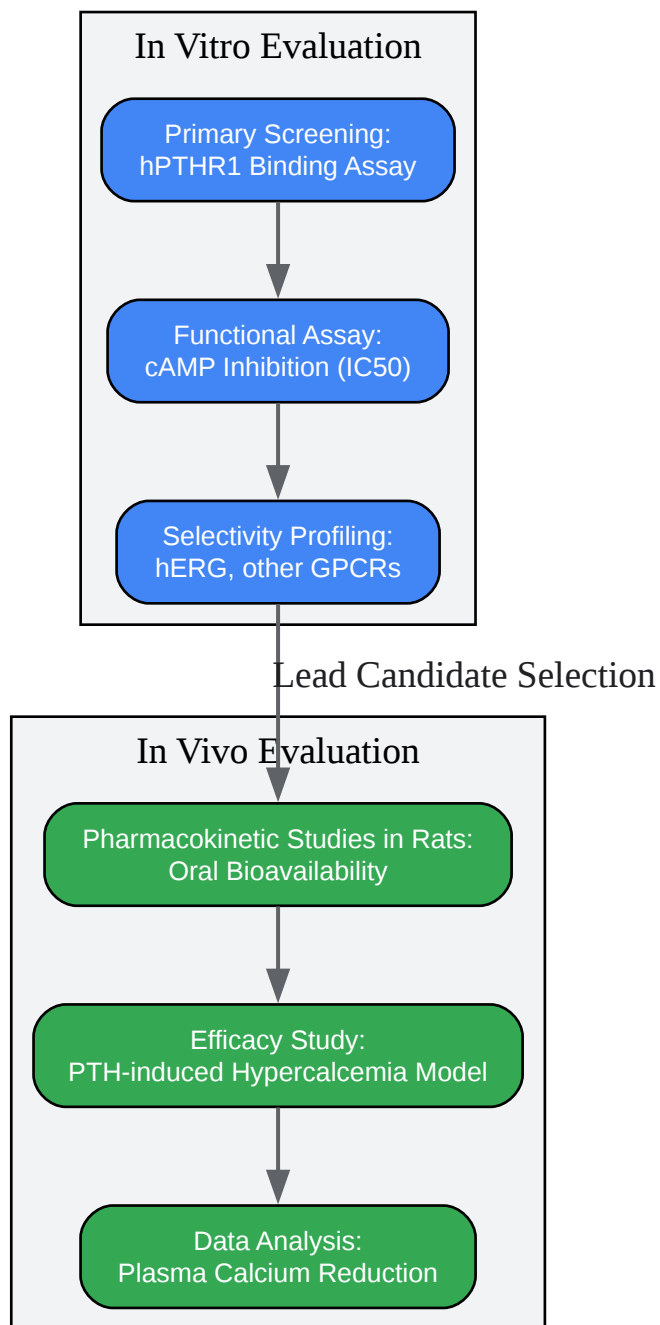 In Vitro Evaluation
Primary Screening:
hPTHR1 Binding Assay
Functional Assay:
cAMP Inhibition (IC50)
Selectivity Profiling:
hERG, other GPCRs
Lead Candidate Selection
In Vivo Evaluation
Pharmacokinetic Studies in Rats:
Oral Bioavailability
Efficacy Study:
PTH-induced Hypercalcemia Model
Data Analysis:
Plasma Calcium Reduction